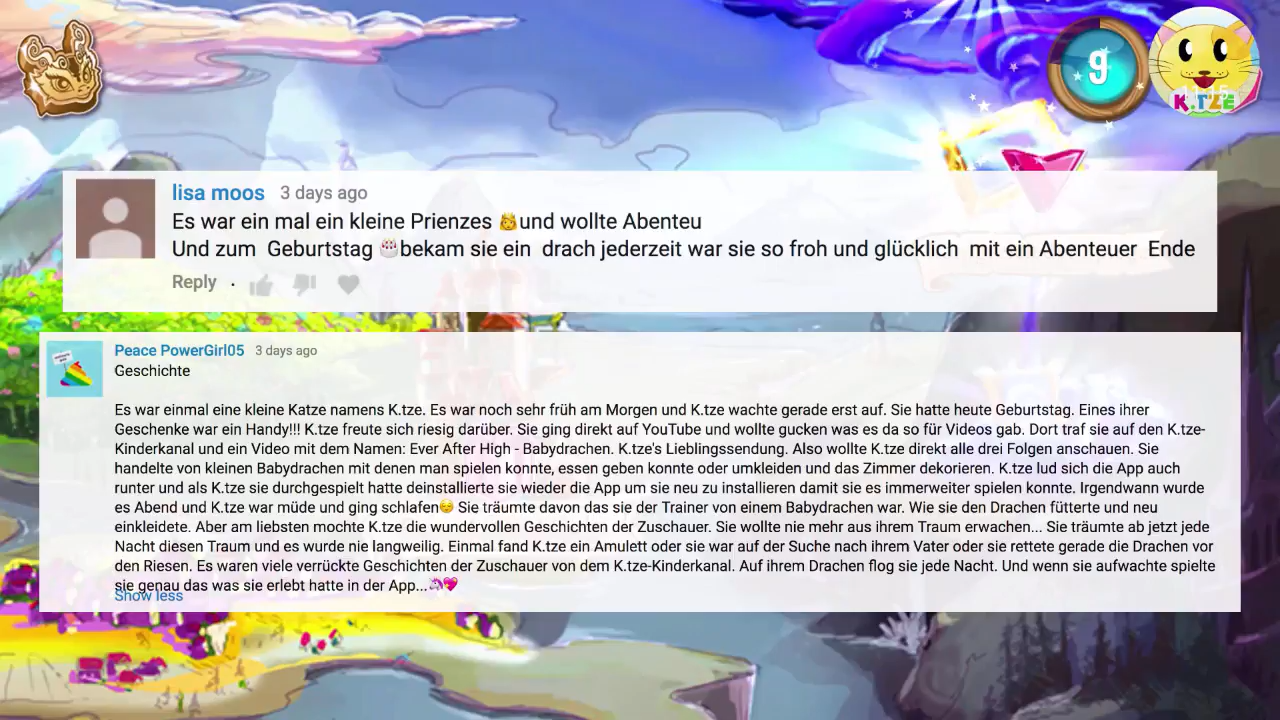 g
K.TZE
lisa moos 3 days ago
Es war ein mal ein kleine Prienzes 👸und wollte Abenteu
Und zum Geburtstag 🎂bekam sie ein drach jederzeit war sie so froh und glücklich mit ein Abenteuer Ende
Reply
Peace PowerGirl05 3 days ago
Geschichte
Es war einmal eine kleine Katze namens K.tze. Es war noch sehr früh am Morgen und K.tze wachte gerade erst auf. Sie hatte heute Geburtstag. Eines ihrer
Geschenke war ein Handy!!! K.tze freute sich riesig darüber. Sie ging direkt auf YouTube und wollte gucken was es da so für Videos gab. Dort traf sie auf den K.tze-
Kinderkanal und ein Video mit dem Namen: Ever After High - Babydrachen. K.tze's Lieblingssendung. Also wollte K.tze direkt alle drei Folgen anschauen. Sie
handelte von kleinen Babydrachen mit denen man spielen konnte, essen geben konnte oder umkleiden und das Zimmer dekorieren. K.tze lud sich die App auch
runter und als K.tze sie durchgespielt hatte deinstallierte sie wieder die App um sie neu zu installieren damit sie es immerweiter spielen konnte. Irgendwann wurde
es Abend und K.tze war müde und ging schlafen😌 Sie träumte davon das sie der Trainer von einem Babydrachen war. Wie sie den Drachen fütterte und neu
einkleidete. Aber am liebsten mochte K.tze die wundervollen Geschichten der Zuschauer. Sie wollte nie mehr aus ihrem Traum erwachen... Sie träumte ab jetzt jede
Nacht diesen Traum und es wurde nie langweilig. Einmal fand K.tze ein Amulett oder sie war auf der Suche nach ihrem Vater oder sie rettete gerade die Drachen vor
den Riesen. Es waren viele verrückte Geschichten der Zuschauer von dem K.tze-Kinderkanal. Auf ihrem Drachen flog sie jede Nacht. Und wenn sie aufwachte spielte
sie genau das was sie erlebt hatte in der App...🦄💖
Show less